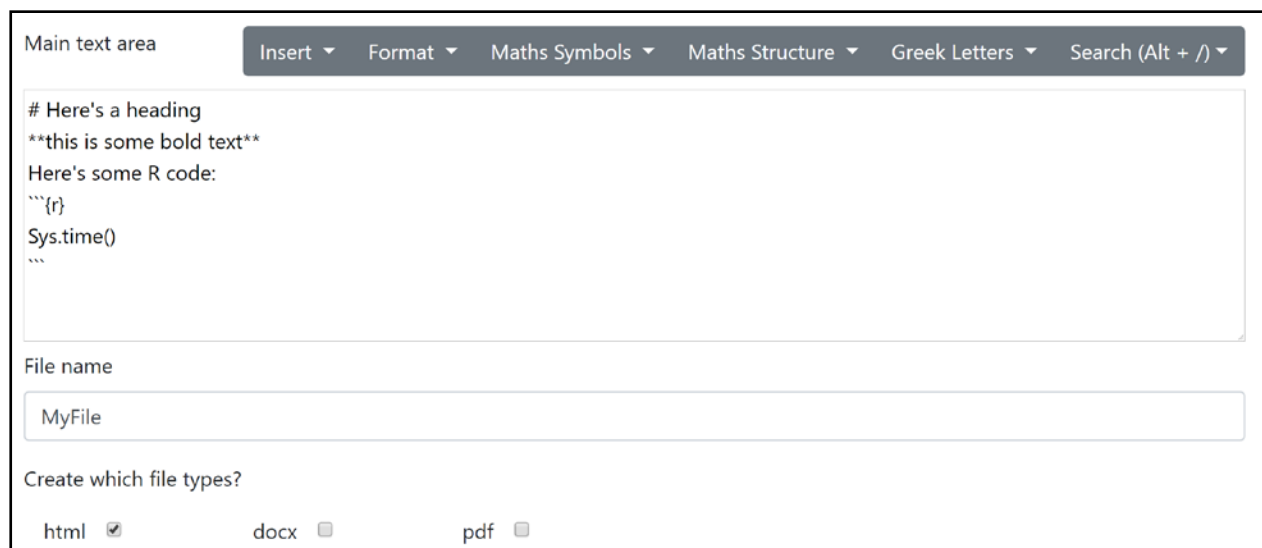 Main text area
Insert Format Maths Symbols Maths Structure Greek Letters Search (Alt + /)
# Here's a heading
**this is some bold text**
Here's some R code:
```{r}
Sys.time()
```
File name
MyFile
Create which file types?
html docx pdf